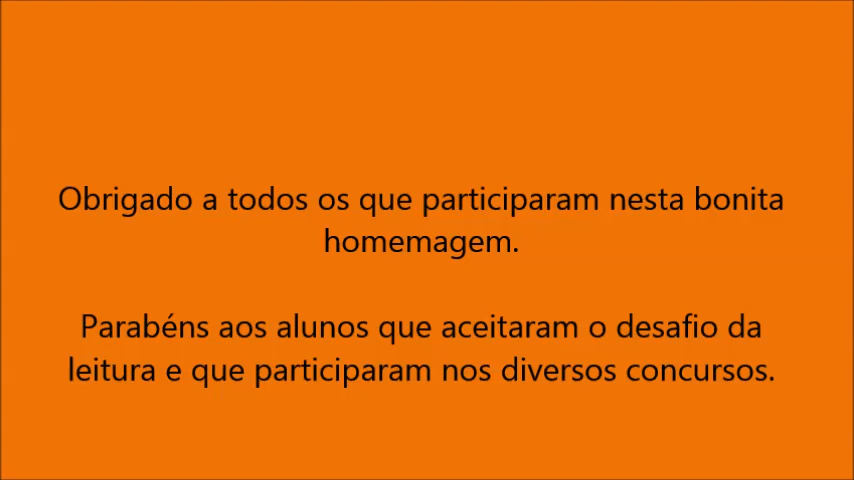 Obrigado a todos os que participaram nesta bonita
homemagem.
Parabéns aos alunos que aceitaram o desafio da
leitura e que participaram nos diversos concursos.